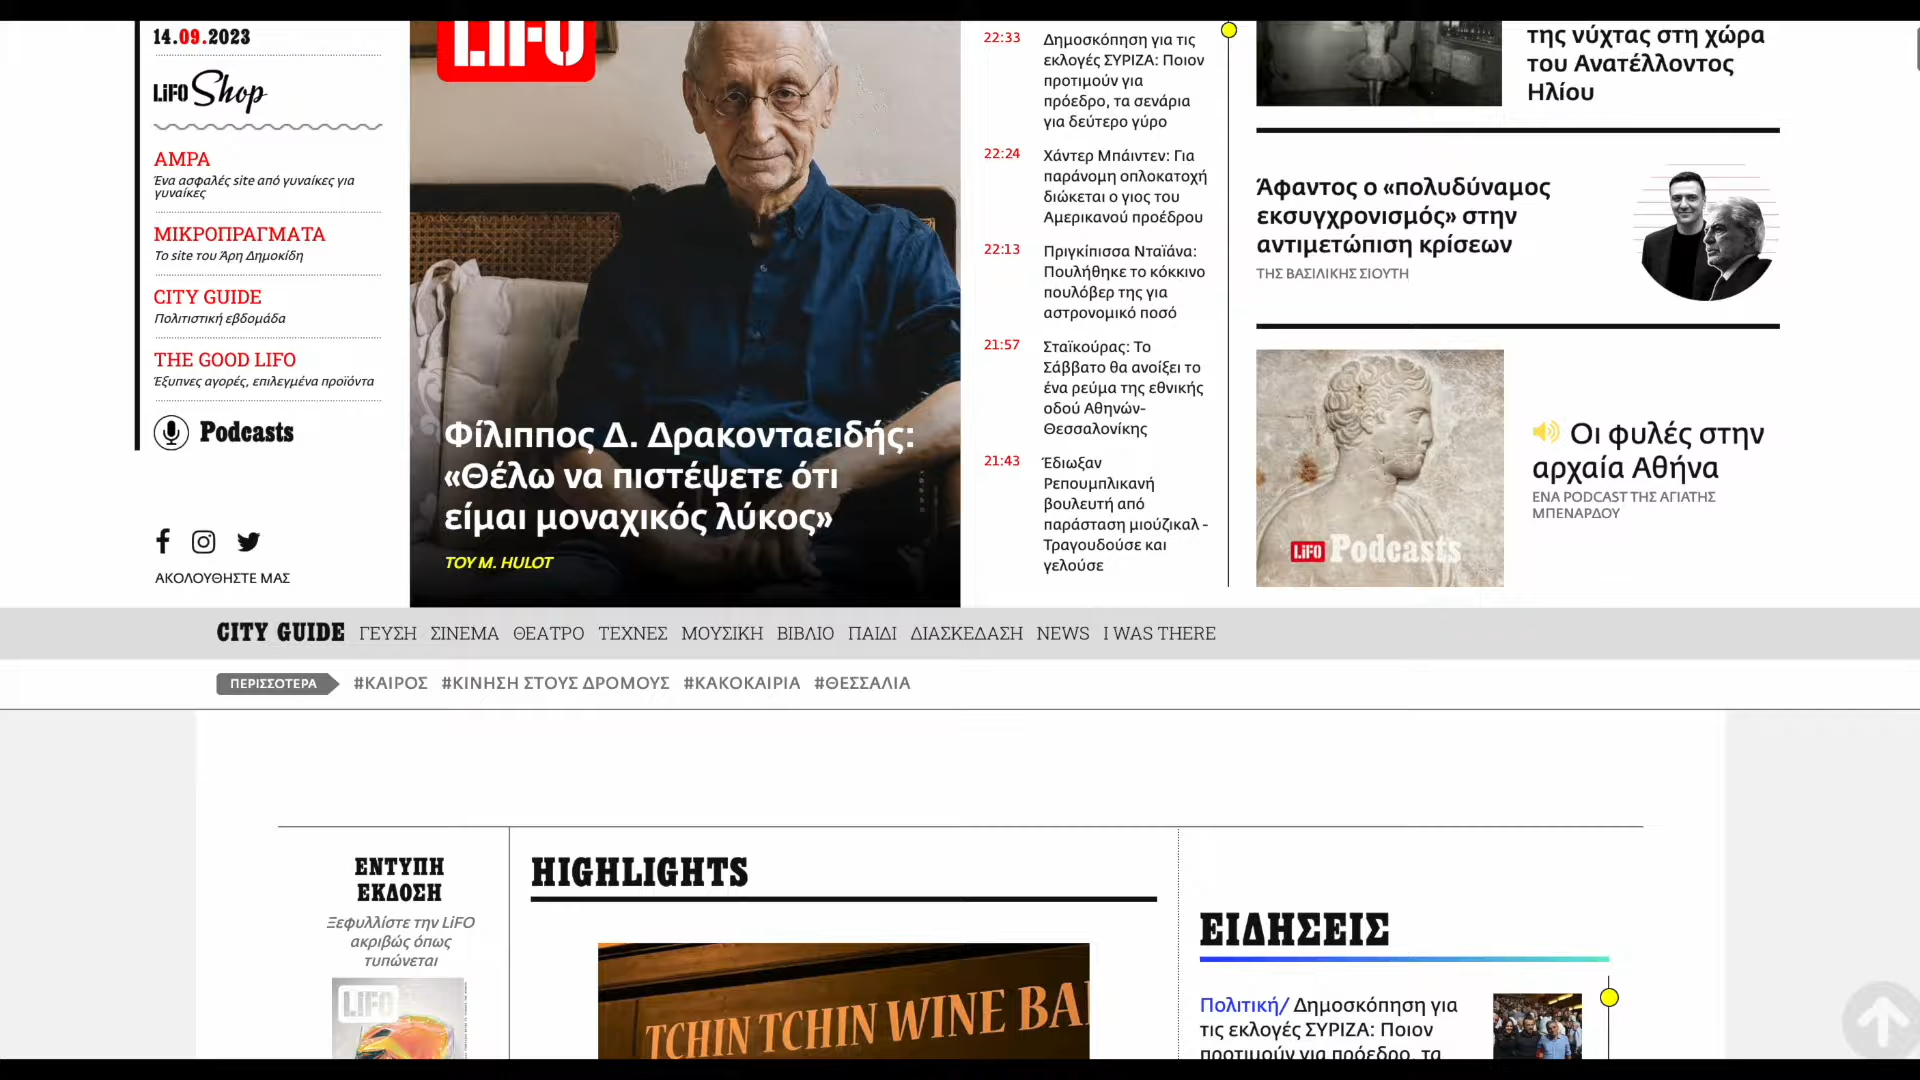 14.09.2023
LiFO Shop
ΑΜΡΑ
Ένα ασφαλές site από γυναίκες για
γυναίκες
ΜΙΚΡΟΠΡΑΓΜΑΤΑ
Το site του Άρη Δημοκίδη
CITY GUIDE
Πολιτιστική εβδομάδα
THE GOOD LIFO
Έξυπνες αγορές, επιλεγμένα προϊόντα
Podcasts
ΑΚΟΛΟΥΘΗΣΤΕ ΜΑΣ
LiFO
Φίλιππος Δ. Δρακονταειδής:
«Θέλω να πιστέψετε ότι
είμαι μοναχικός λύκος»
ΤΟΥ M. HULOT
22:33
Δημοσκόπηση για τις
εκλογές ΣΥΡΙΖΑ: Ποιον
προτιμούν για
πρόεδρο, τα σενάρια
για δεύτερο γύρο
22:24
Χάντερ Μπάιντεν: Για
παράνομη οπλοκατοχή
διώκεται ο γιος του
Αμερικανού προέδρου
22:13
Πριγκίπισσα Νταϊάνα:
Πουλήθηκε το κόκκινο
πουλόβερ της για
αστρονομικό ποσό
21:57
Σταϊκούρας: Το
Σάββατο θα ανοίξει το
ένα ρεύμα της εθνικής
οδού Αθηνών-
Θεσσαλονίκης
21:43
Έδιωξαν
Ρεπουμπλικανή
βουλευτή από
παράσταση μιούζικαλ -
Τραγουδούσε και
γελούσε
της νύχτας στη χώρα
του Ανατέλλοντος
Ηλίου
Άφαντος ο «πολυδύναμος
εκσυγχρονισμός» στην
αντιμετώπιση κρίσεων
ΤΗΣ ΒΑΣΙΛΙΚΗΣ ΣΙΟΥΤΗ
LiFO Podcasts
Οι φυλές στην
αρχαία Αθήνα
ΕΝΑ PODCAST ΤΗΣ ΑΓΙΑΤΗΣ
ΜΠΕΝΑΡΔΟΥ
CITY GUIDE ΓΕΥΣΗ ΣΙΝΕΜΑ ΘΕΑΤΡΟ ΤΕΧΝΕΣ ΜΟΥΣΙΚΗ ΒΙΒΛΙΟ ΠΑΙΔΙ ΔΙΑΣΚΕΔΑΣΗ NEWS I WAS THERE
ΠΕΡΙΣΣΟΤΕΡΑ #ΚΑΙΡΟΣ #ΚΙΝΗΣΗ ΣΤΟΥΣ ΔΡΟΜΟΥΣ #ΚΑΚΟΚΑΙΡΙΑ #ΘΕΣΣΑΛΙΑ
ΕΝΤΥΠΗ
ΕΚΔΟΣΗ
Ξεφυλλίστε την LiFO
ακριβώς όπως
τυπώνεται
LiFO
HIGHLIGHTS
TCHIN TCHIN WINE BA
ΕΙΔΗΣΕΙΣ
Πολιτική/ Δημοσκόπηση για
τις εκλογές ΣΥΡΙΖΑ: Ποιον
προτιμούν για πρόεδρο, τα